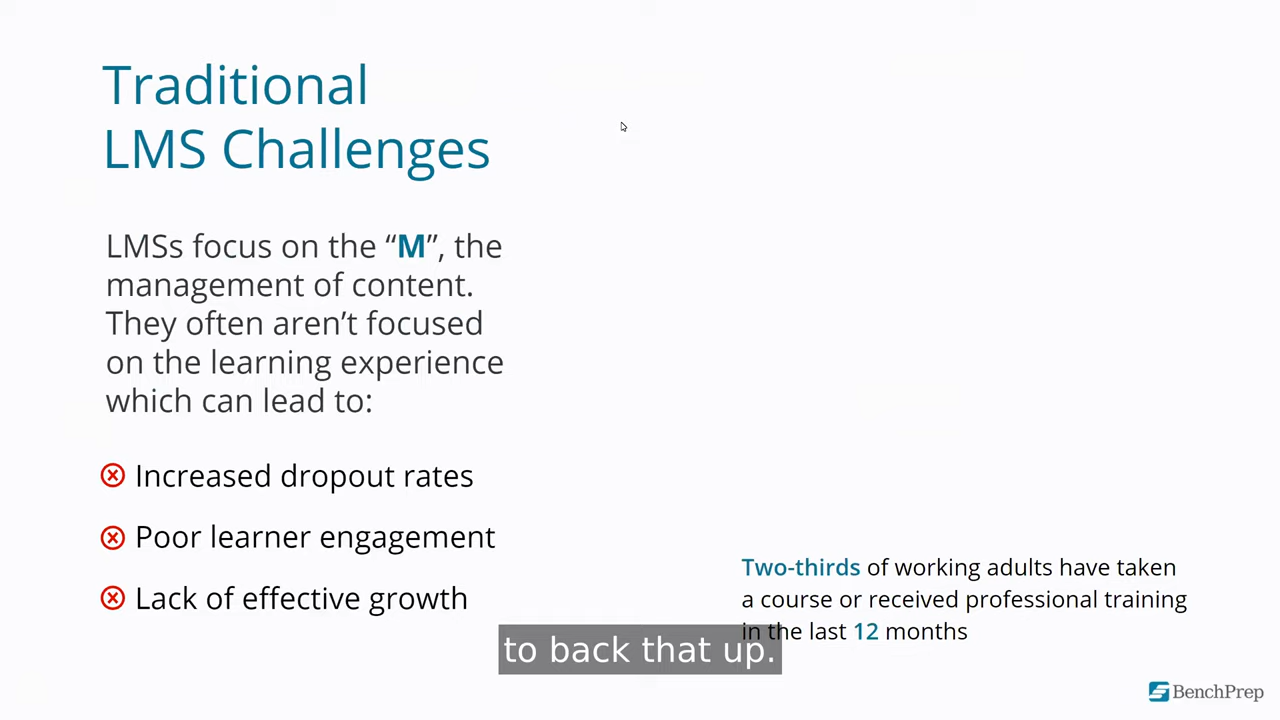 Traditional
LMS Challenges
LMSs focus on the “M”, the
management of content.
They often aren’t focused
on the learning experience
which can lead to:
Increased dropout rates
Poor learner engagement
Lack of effective growth
Two-thirds of working adults have taken
a course or received professional training
in the last 12 months
to back that up.
BenchPrep